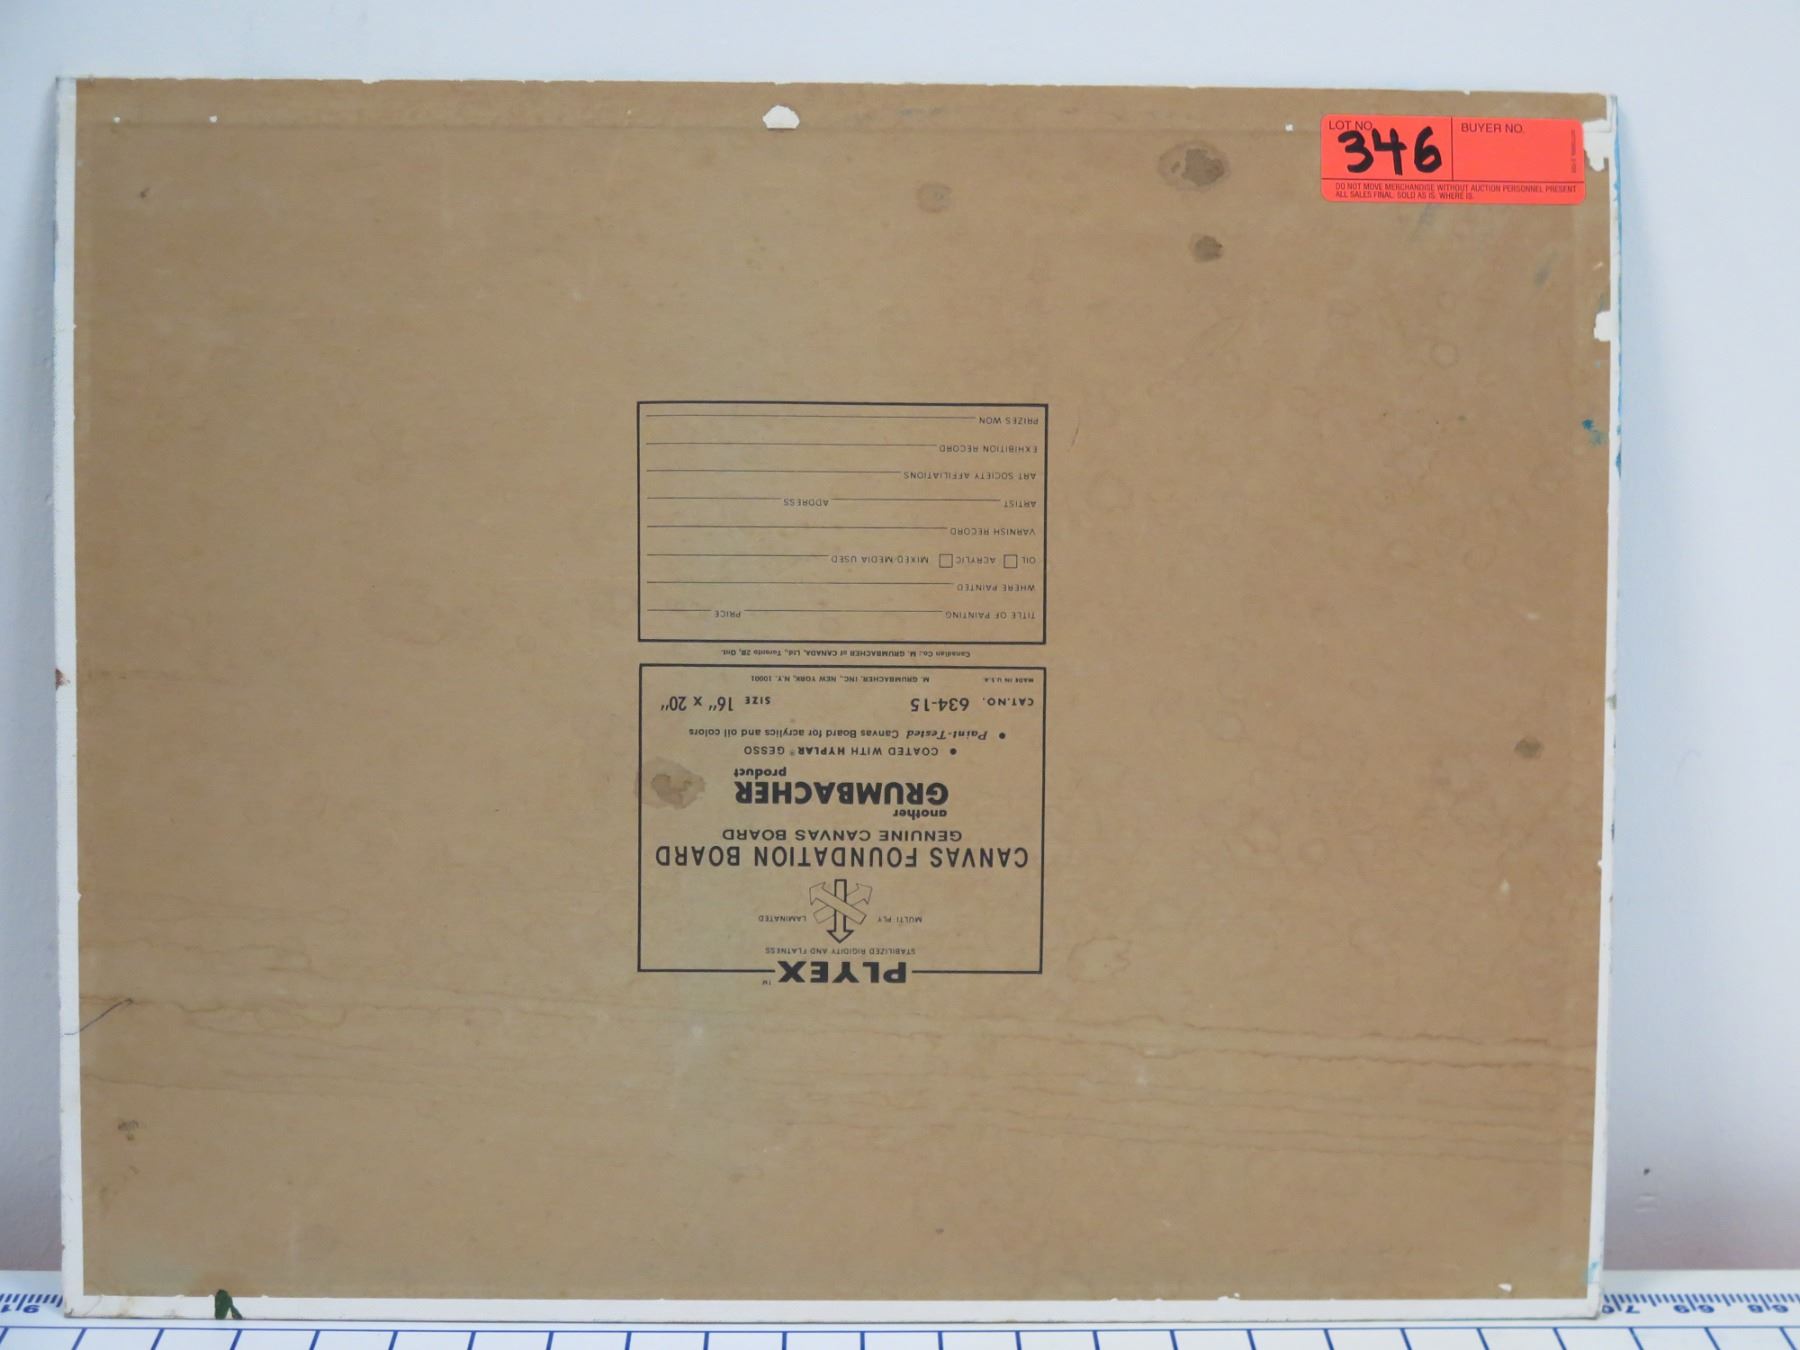 LOT NO. BUYER NO.
346
DO NOT MOVE MERCHANDISE WITHOUT AUCTION PERSONNEL PRESENT
ALL SALES FINAL. SOLD AS IS. WHERE IS.
PLYEX™
STABILIZED RIGIDITY AND FLATNESS
MULTI PLY LAMINATED
CANVAS FOUNDATION BOARD
GENUINE CANVAS BOARD
another
GRUMBACHER
product
• COATED WITH HYPLAR® GESSO
• Paint-Tested Canvas Board for acrylics and oil colors
CAT.NO. 634-15 SIZE 16" x 20"
MADE IN U.S.A. M. GRUMBACHER, INC., NEW YORK, N.Y. 10001
Canadian Co.: M. GRUMBACHER of CANADA, Ltd., Toronto 2B, Ont.
TITLE OF PAINTING PRICE
WHERE PAINTED
OIL ACRYLIC MIXED MEDIA USED
VARNISH RECORD
ARTIST ADDRESS
ART SOCIETY AFFILIATIONS
EXHIBITION RECORD
PRIZES WON